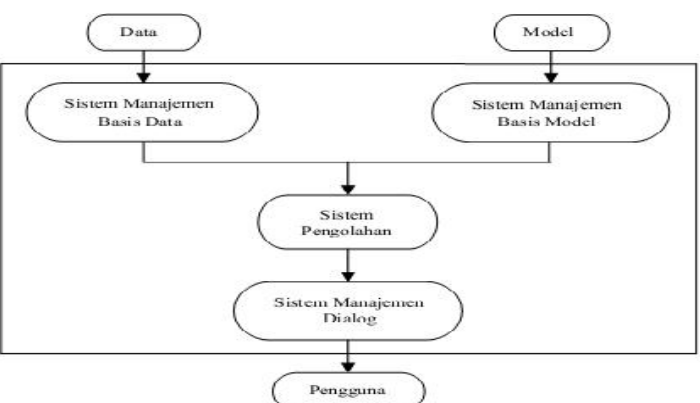 Data
Model
Sistem Manajemen
Basis Data
Sistem Manajemen
Basis Model
Sistem
Pengolahan
Sistem Manajemen
Dialog
Pengguna